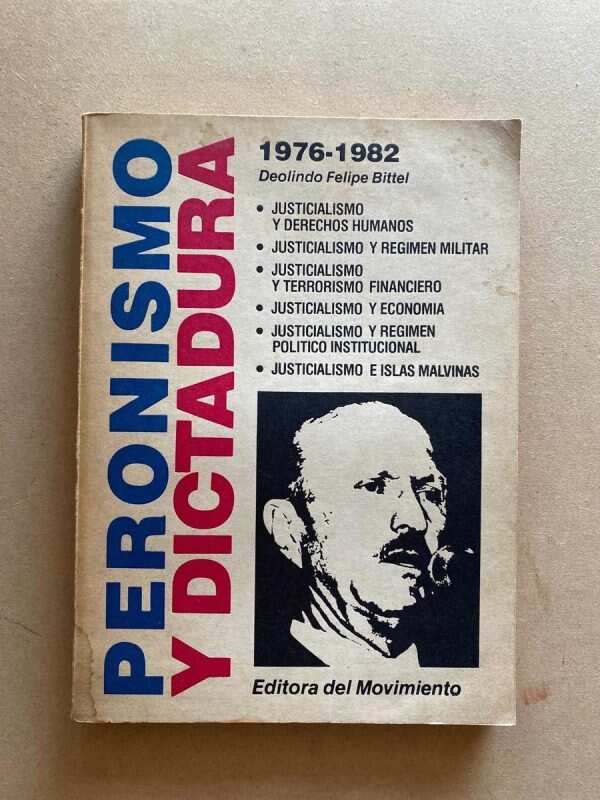 PERONISMO
Y DICTADURA
1976-1982
Deolindo Felipe Bittel
• JUSTICIALISMO
Y DERECHOS HUMANOS
• JUSTICIALISMO Y REGIMEN MILITAR
• JUSTICIALISMO
Y TERRORISMO FINANCIERO
• JUSTICIALISMO Y ECONOMIA
• JUSTICIALISMO Y REGIMEN
POLITICO INSTITUCIONAL
• JUSTICIALISMO E ISLAS MALVINAS
Editora del Movimiento